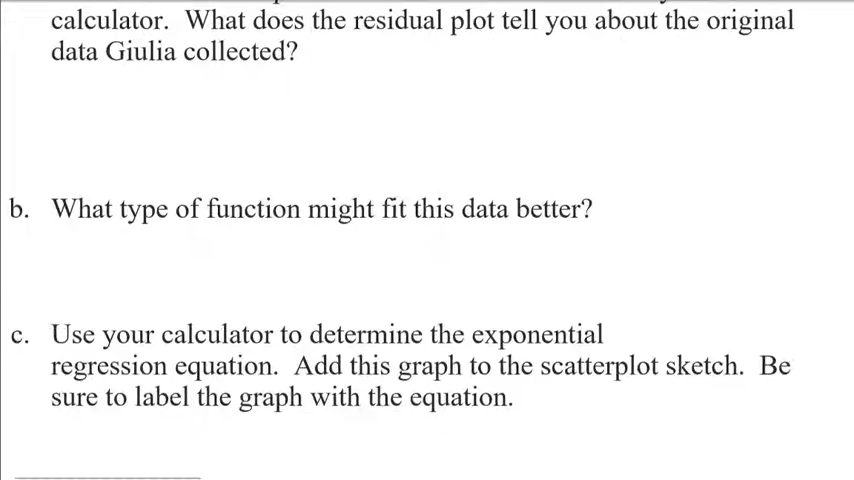 calculator. What does the residual plot tell you about the original
data Giulia collected?
b. What type of function might fit this data better?
c. Use your calculator to determine the exponential
regression equation. Add this graph to the scatterplot sketch. Be
sure to label the graph with the equation.